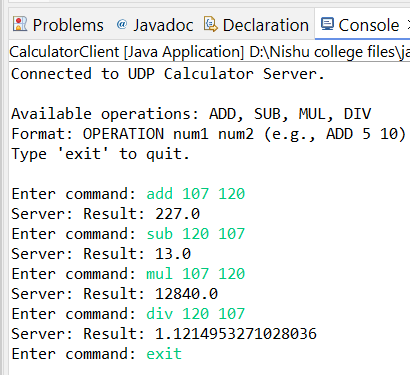 Problems @ Javadoc Declaration Console
CalculatorClient [Java Application] D:\Nishu college files\ja
Connected to UDP Calculator Server.
Available operations: ADD, SUB, MUL, DIV
Format: OPERATION num1 num2 (e.g., ADD 5 10)
Type 'exit' to quit.
Enter command: add 107 120
Server: Result: 227.0
Enter command: sub 120 107
Server: Result: 13.0
Enter command: mul 107 120
Server: Result: 12840.0
Enter command: div 120 107
Server: Result: 1.1214953271028036
Enter command: exit